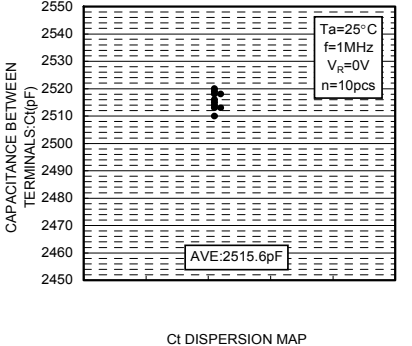 CAPACITANCE BETWEEN
TERMINALS:Ct(pF)
2550
2540
2530
2520
2510
2500
2490
2480
2470
2460
2450
Ta=25°C
f=1MHz
VR=0V
n=10pcs
AVE:2515.6pF
Ct DISPERSION MAP